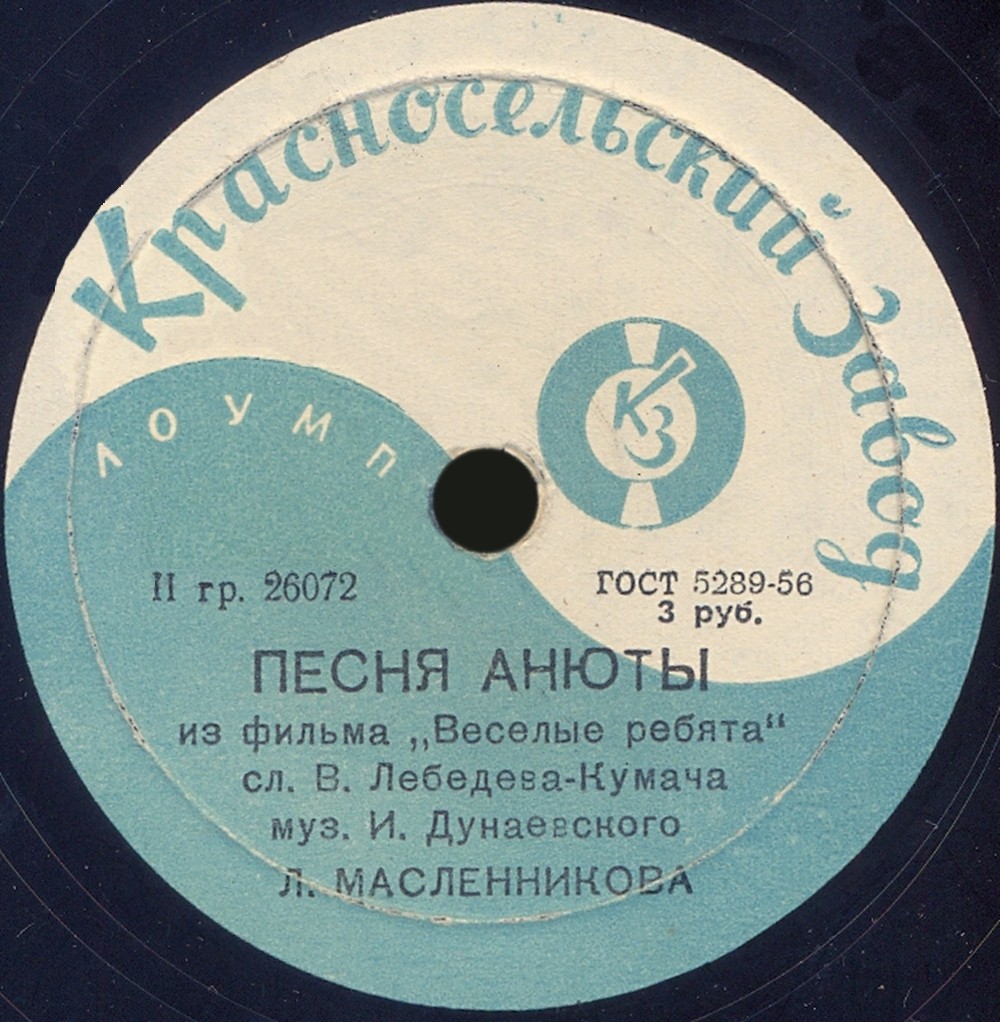 Красносельский Завод
ЛОУМП
КЗ
II гр. 26072
ГОСТ 5289-56
3 руб.
ПЕСНЯ АНЮТЫ
из фильма „Веселые ребята“
сл. В. Лебедева-Кумача
муз. И. Дунаевского
Л. МАСЛЕННИКОВА